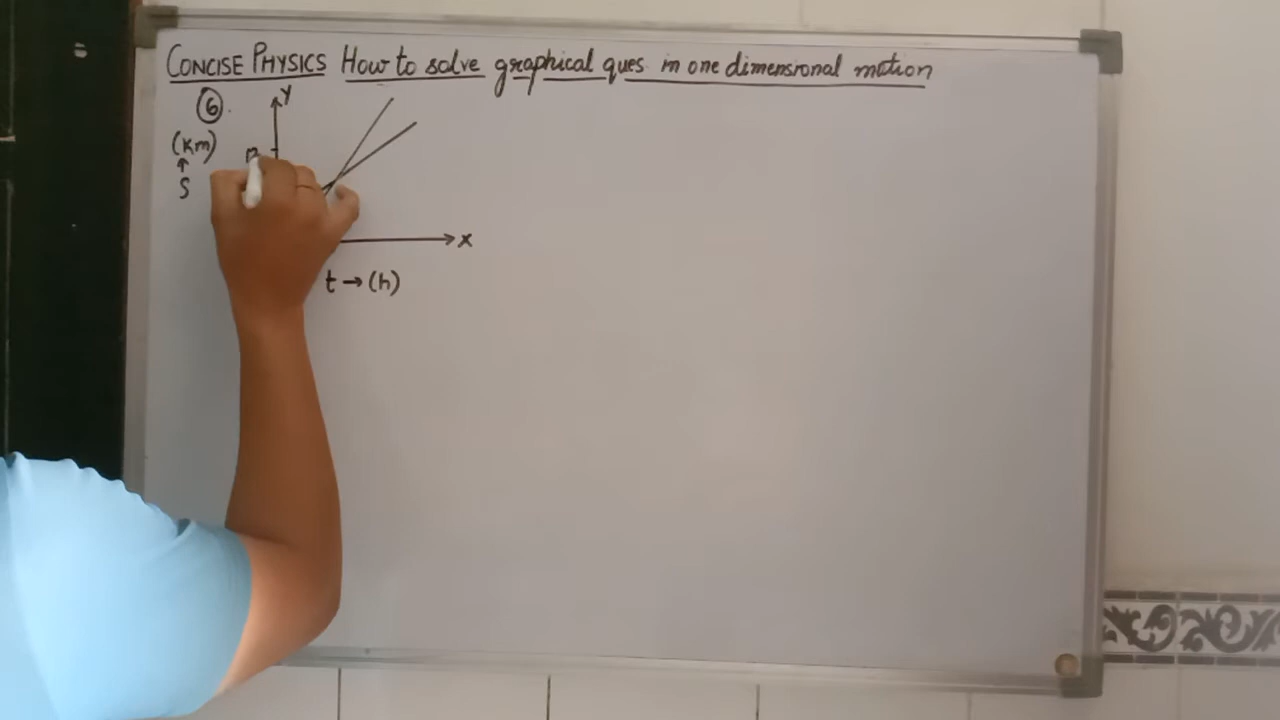 CONCISE PHYSICS How to solve graphical ques in one dimensional motion
6 Y
(Km)
S
X
t → (h)